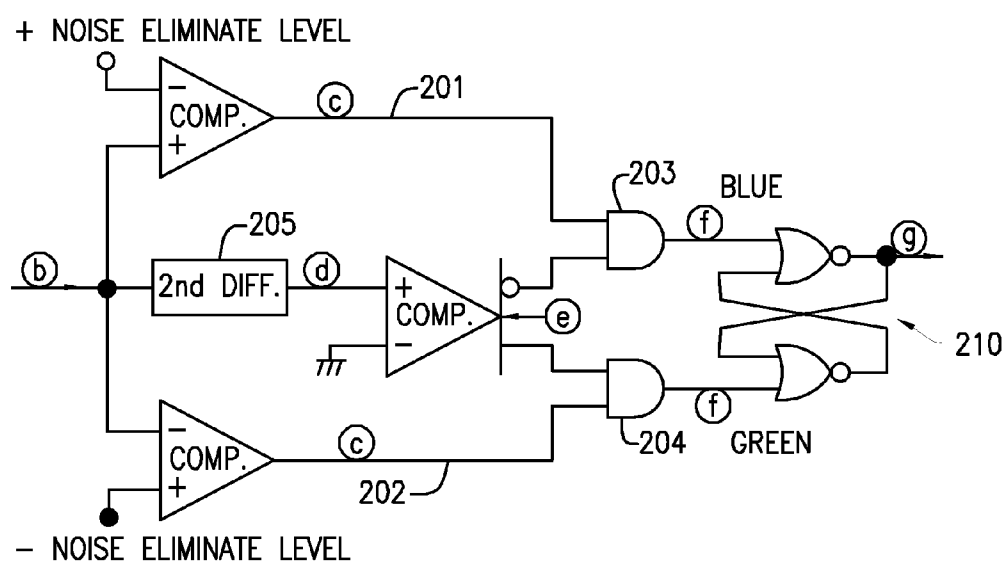 + NOISE ELIMINATE LEVEL
−
COMP.
+
c
201
203
BLUE
f
g
b
205
2nd DIFF.
d
+
COMP.
−
e
210
−
COMP.
+
c
202
204
f
GREEN
− NOISE ELIMINATE LEVEL